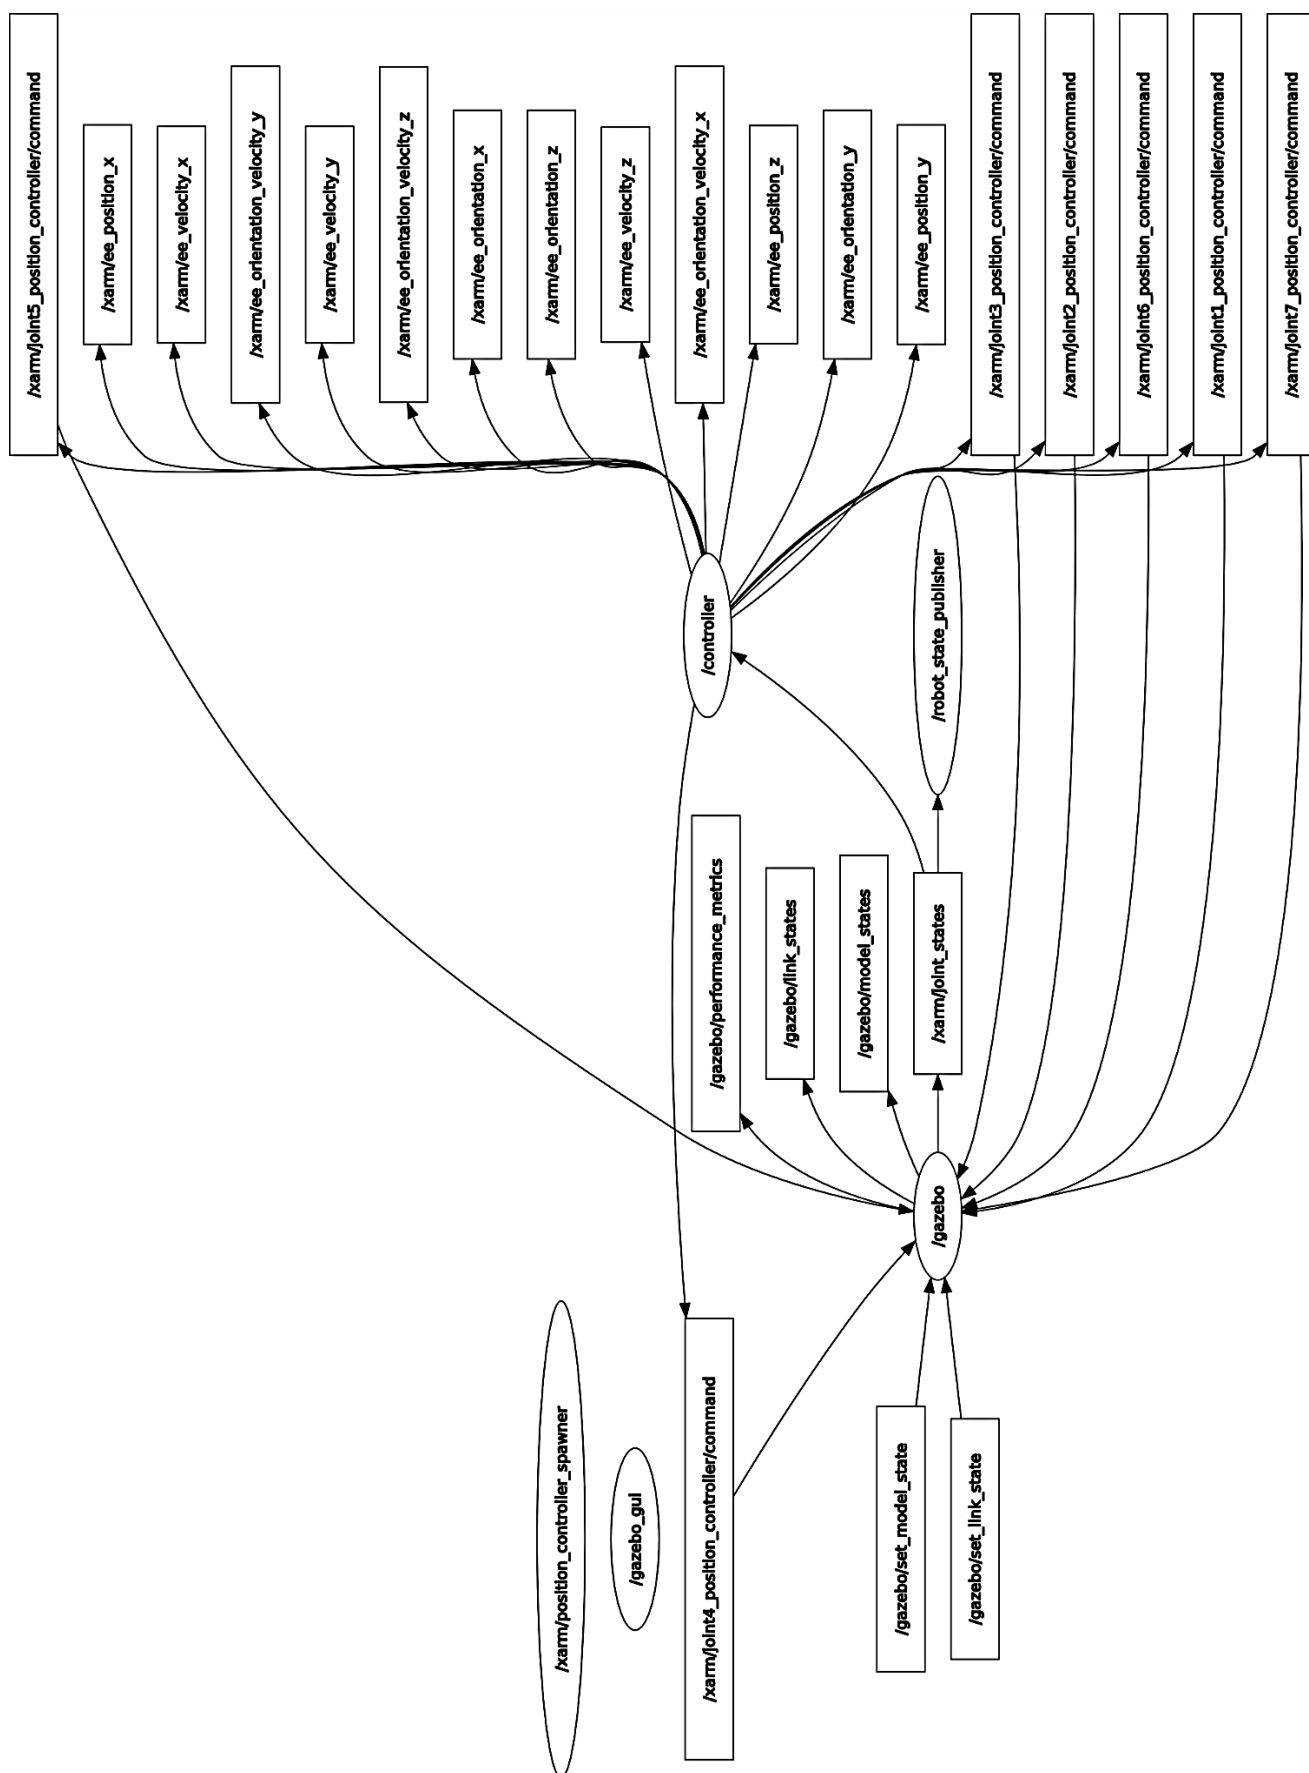 /xarm/joint5_position_controller/command
/xarm/ee_position_x
/xarm/ee_velocity_x
/xarm/ee_orientation_velocity_y
/xarm/ee_velocity_y
/xarm/ee_orientation_velocity_z
/xarm/ee_orientation_x
/xarm/ee_orientation_z
/xarm/ee_velocity_z
/xarm/ee_orientation_velocity_x
/xarm/ee_position_z
/xarm/ee_orientation_y
/xarm/ee_position_y
/xarm/joint3_position_controller/command
/xarm/joint2_position_controller/command
/xarm/joint6_position_controller/command
/xarm/joint1_position_controller/command
/xarm/joint7_position_controller/command
/controller
/robot_state_publisher
/gazebo/performance_metrics
/gazebo/link_states
/gazebo/model_states
/xarm/joint_states
/gazebo
/xarm/position_controller_spawner
/gazebo_gui
/xarm/joint4_position_controller/command
/gazebo/set_model_state
/gazebo/set_link_state